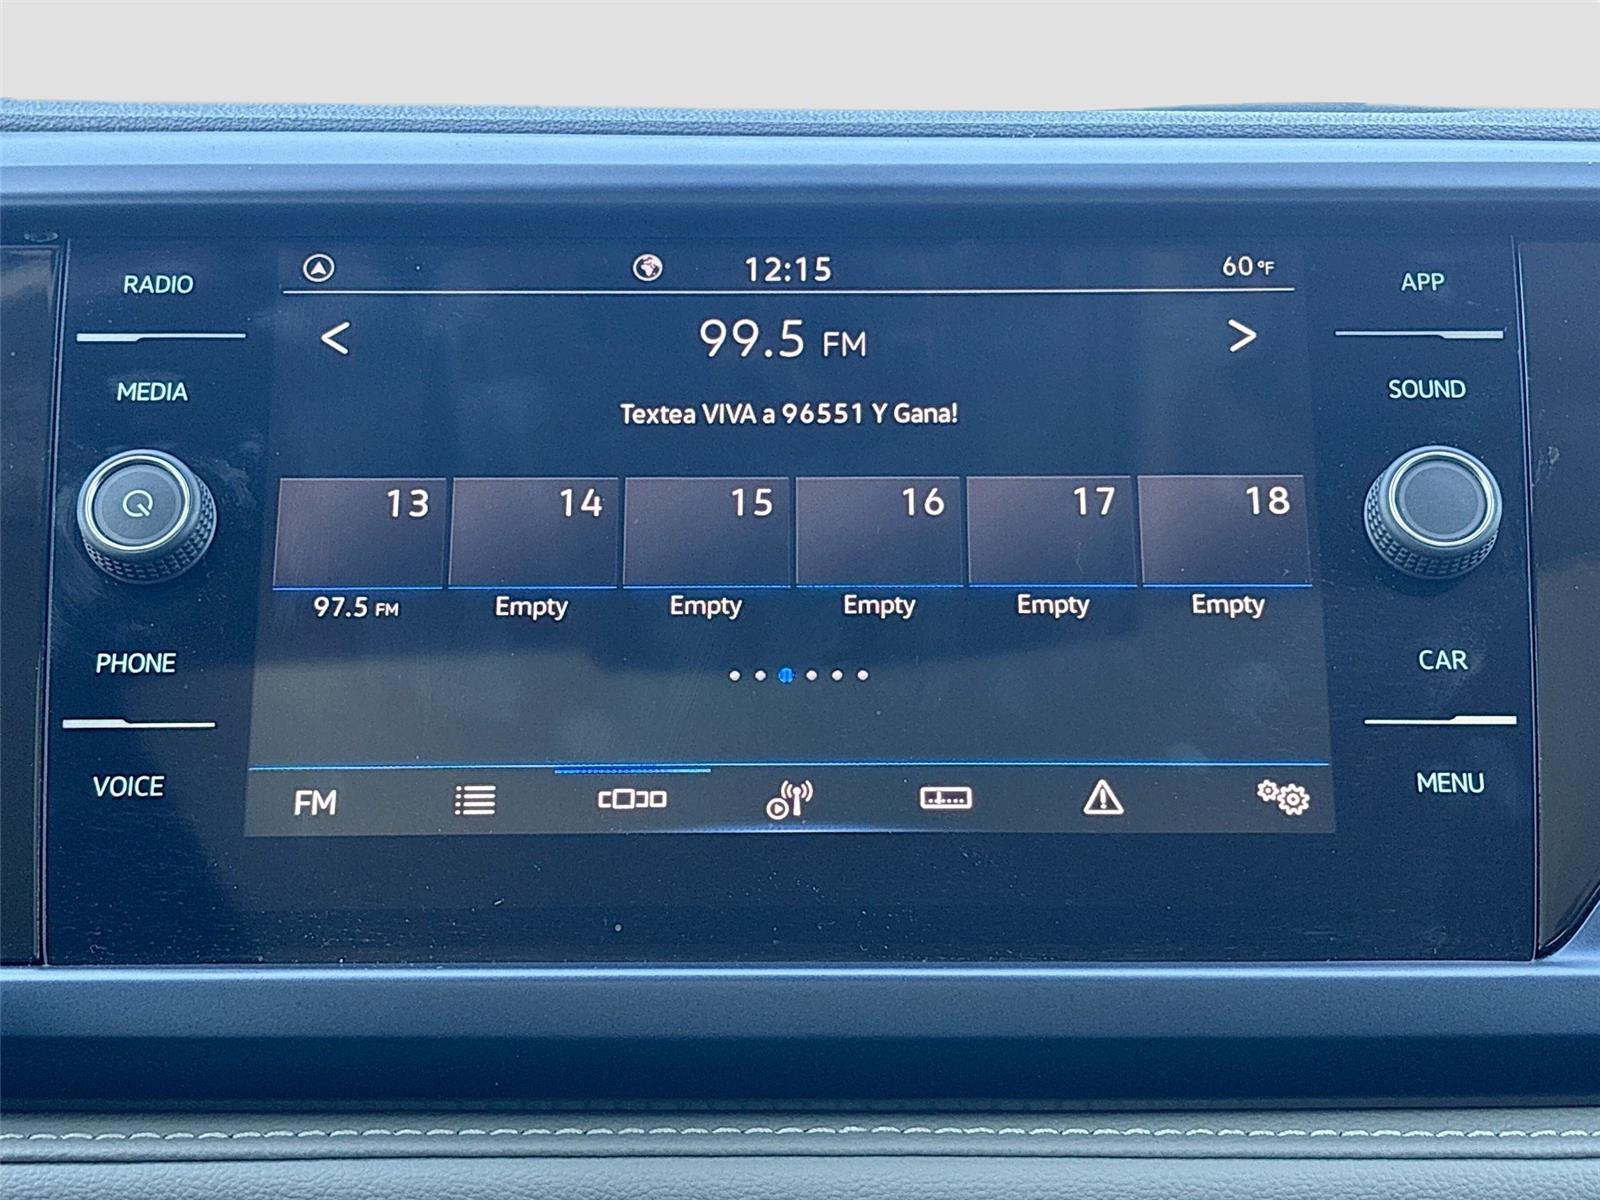 RADIO
MEDIA
PHONE
VOICE
12:15
60°F
99.5 FM
Textea VIVA a 96551 Y Gana!
13 14 15 16 17 18
97.5 FM Empty Empty Empty Empty Empty
FM
APP
SOUND
CAR
MENU